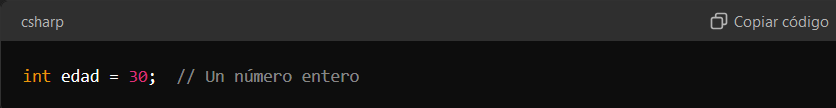 csharp
Copiar código
int edad = 30;  // Un número entero